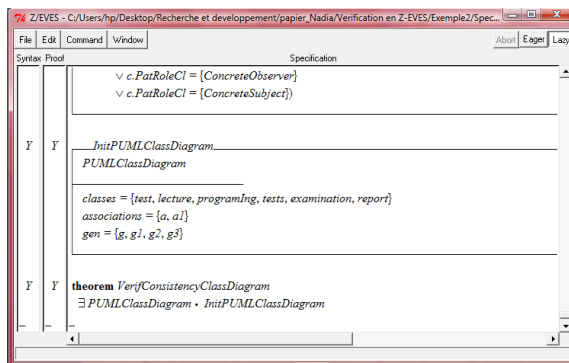 Z/EVES - C:/Users/hp/Desktop/Recherche et developpement/papier_Nadia/Verification en Z-EVES/Exemple2/Spec...
File Edit Command Window Abort Eager Lazy
Syntax Proof Specification
∨ c.PatRoleCl = {ConcreteObserver}
∨ c.PatRoleCl = {ConcreteSubject})
Y Y InitPUMLClassDiagram
PUMLClassDiagram
classes = {test, lecture, programIng, tests, examination, report}
associations = {a, a1}
gen = {g, g1, g2, g3}
Y Y theorem VerifConsistencyClassDiagram
∃ PUMLClassDiagram • InitPUMLClassDiagram